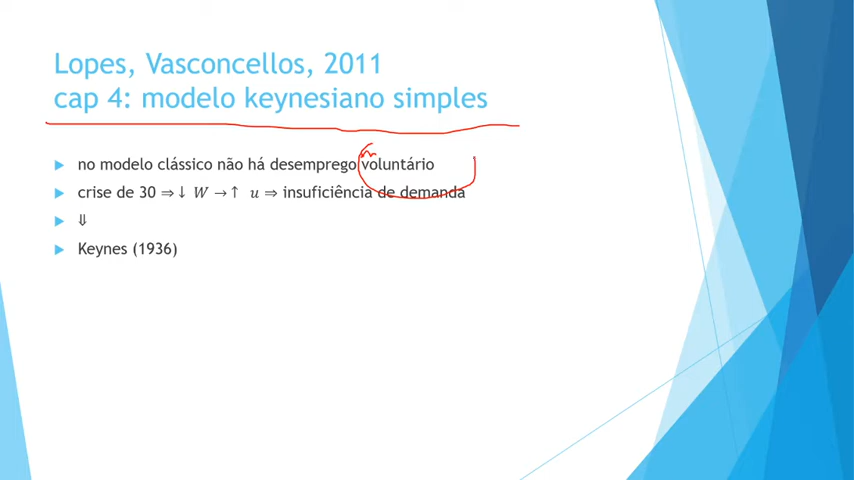 Lopes, Vasconcellos, 2011
cap 4: modelo keynesiano simples
no modelo clássico não há desemprego voluntário
crise de 30 ⇒↓ W →↑ u ⇒ insuficiência de demanda
⇓
Keynes (1936)